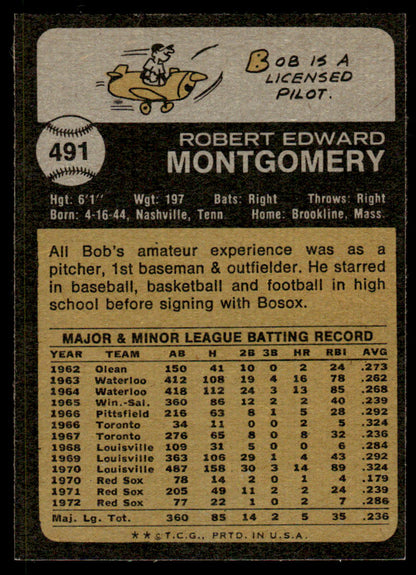 BOB IS A
LICENSED
PILOT.
491
ROBERT EDWARD
MONTGOMERY
Hgt: 6'1" Wgt: 197 Bats: Right Throws: Right
Born: 4-16-44, Nashville, Tenn Home: Brookline, Mass.
All Bob's amateur experience was as a
pitcher, 1st baseman & outfielder. He starred
in baseball, basketball and football in high
school before signing with Bosox.
MAJOR & MINOR LEAGUE BATTING RECORD
YEAR TEAM AB H 2B 3B HR RBI AVG
1962 Olean 150 41 10 0 2 24 .273
1963 Waterloo 412 108 19 4 16 78 .262
1964 Waterloo 418 112 24 3 13 85 .268
1965 Win.-Sal. 360 86 12 2 2 40 .239
1966 Pittsfield 216 63 8 1 5 28 .292
1966 Toronto 34 11 0 0 2 5 .324
1967 Toronto 276 65 8 0 8 32 .236
1968 Louisville 109 31 5 0 0 6 .284
1969 Louisville 363 106 29 1 4 43 .292
1970 Louisville 487 158 30 3 14 89 .324
1970 Red Sox 78 14 2 0 1 4 .179
1971 Red Sox 205 49 11 2 2 24 .239
1972 Red Sox 77 22 1 0 2 7 .286
Maj. Lg. Tot. 360 85 14 2 5 35 .236
★★© T.C.G., PRTD. IN U.S.A.